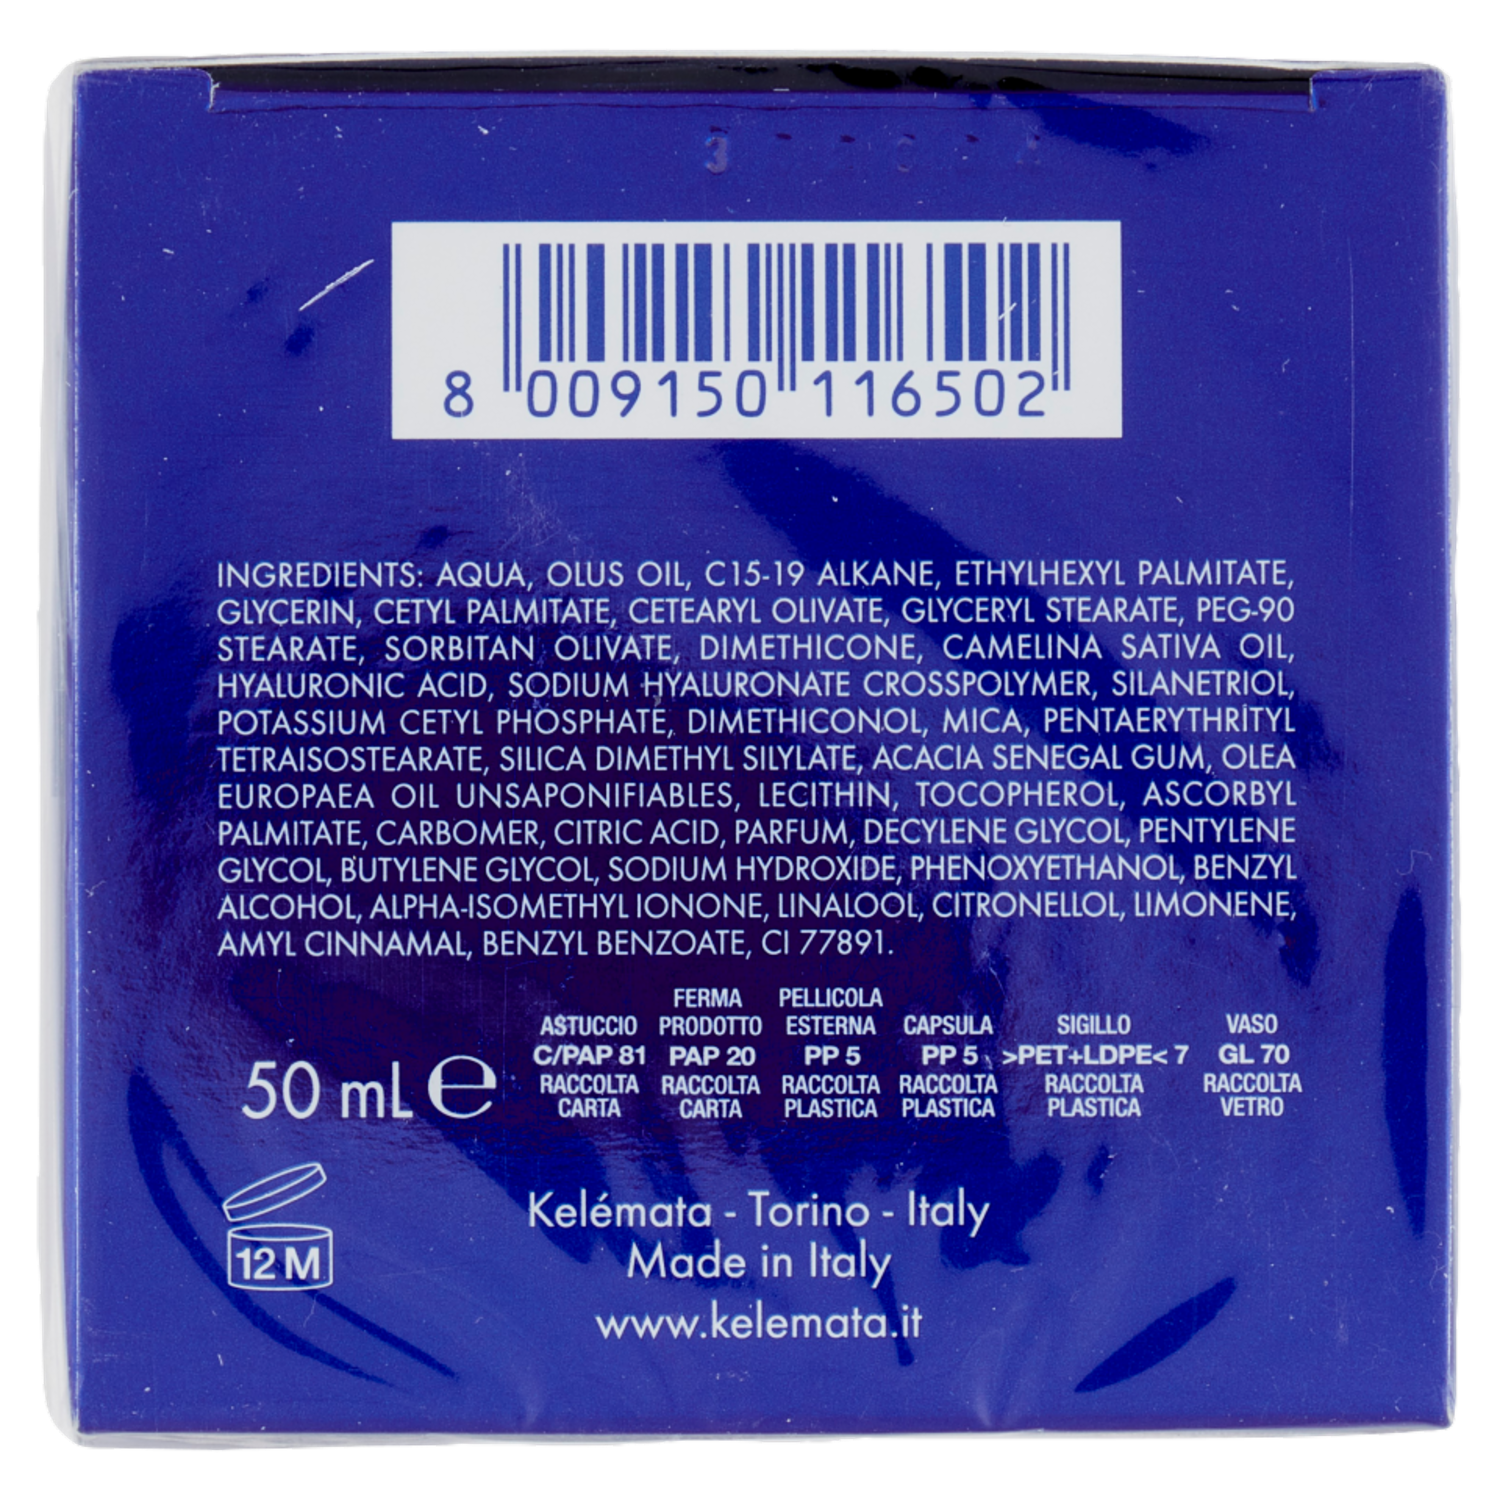 8 009150 116502
INGREDIENTS: AQUA, OLUS OIL, C15-19 ALKANE, ETHYLHEXYL PALMITATE,
GLYCERIN, CETYL PALMITATE, CETEARYL OLIVATE, GLYCERYL STEARATE, PEG-90
STEARATE, SORBITAN OLIVATE, DIMETHICONE, CAMELINA SATIVA OIL,
HYALURONIC ACID, SODIUM HYALURONATE CROSSPOLYMER, SILANETRIOL,
POTASSIUM CETYL PHOSPHATE, DIMETHICONOL, MICA, PENTAERYTHRITYL
TETRAISOSTEARATE, SILICA DIMETHYL SILYLATE, ACACIA SENEGAL GUM, OLEA
EUROPAEA OIL UNSAPONIFIABLES, LECITHIN, TOCOPHEROL, ASCORBYL
PALMITATE, CARBOMER, CITRIC ACID, PARFUM, DECYLENE GLYCOL, PENTYLENE
GLYCOL, BUTYLENE GLYCOL, SODIUM HYDROXIDE, PHENOXYETHANOL, BENZYL
ALCOHOL, ALPHA-ISOMETHYL IONONE, LINALOOL, CITRONELLOL, LIMONENE,
AMYL CINNAMAL, BENZYL BENZOATE, CI 77891.
FERMA PELLICOLA
ASTUCCIO PRODOTTO ESTERNA CAPSULA SIGILLO VASO
C/PAP 81 PAP 20 PP 5 PP 5 >PET+LDPE< 7 GL 70
RACCOLTA RACCOLTA RACCOLTA RACCOLTA RACCOLTA RACCOLTA
CARTA CARTA PLASTICA PLASTICA PLASTICA VETRO
50 mL e
12 M
Kelémata - Torino - Italy
Made in Italy
www.kelemata.it